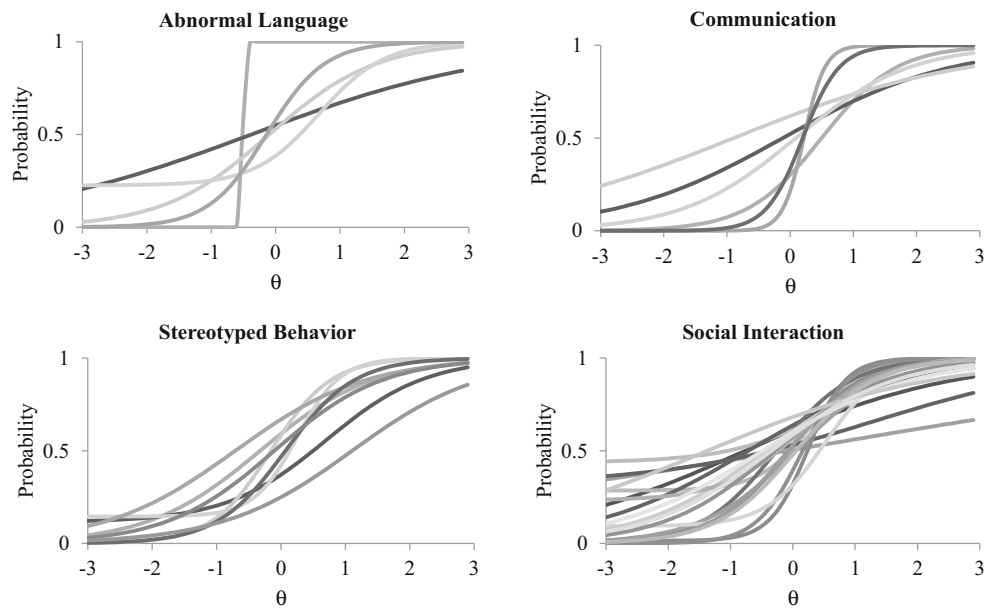 Abnormal Language
1
0.5
0
Probability
-3 -2 -1 0 1 2 3
θ
Communication
1
0.5
0
Probability
-3 -2 -1 0 1 2 3
θ
Stereotyped Behavior
1
0.5
0
Probability
-3 -2 -1 0 1 2 3
θ
Social Interaction
1
0.5
0
Probability
-3 -2 -1 0 1 2 3
θ